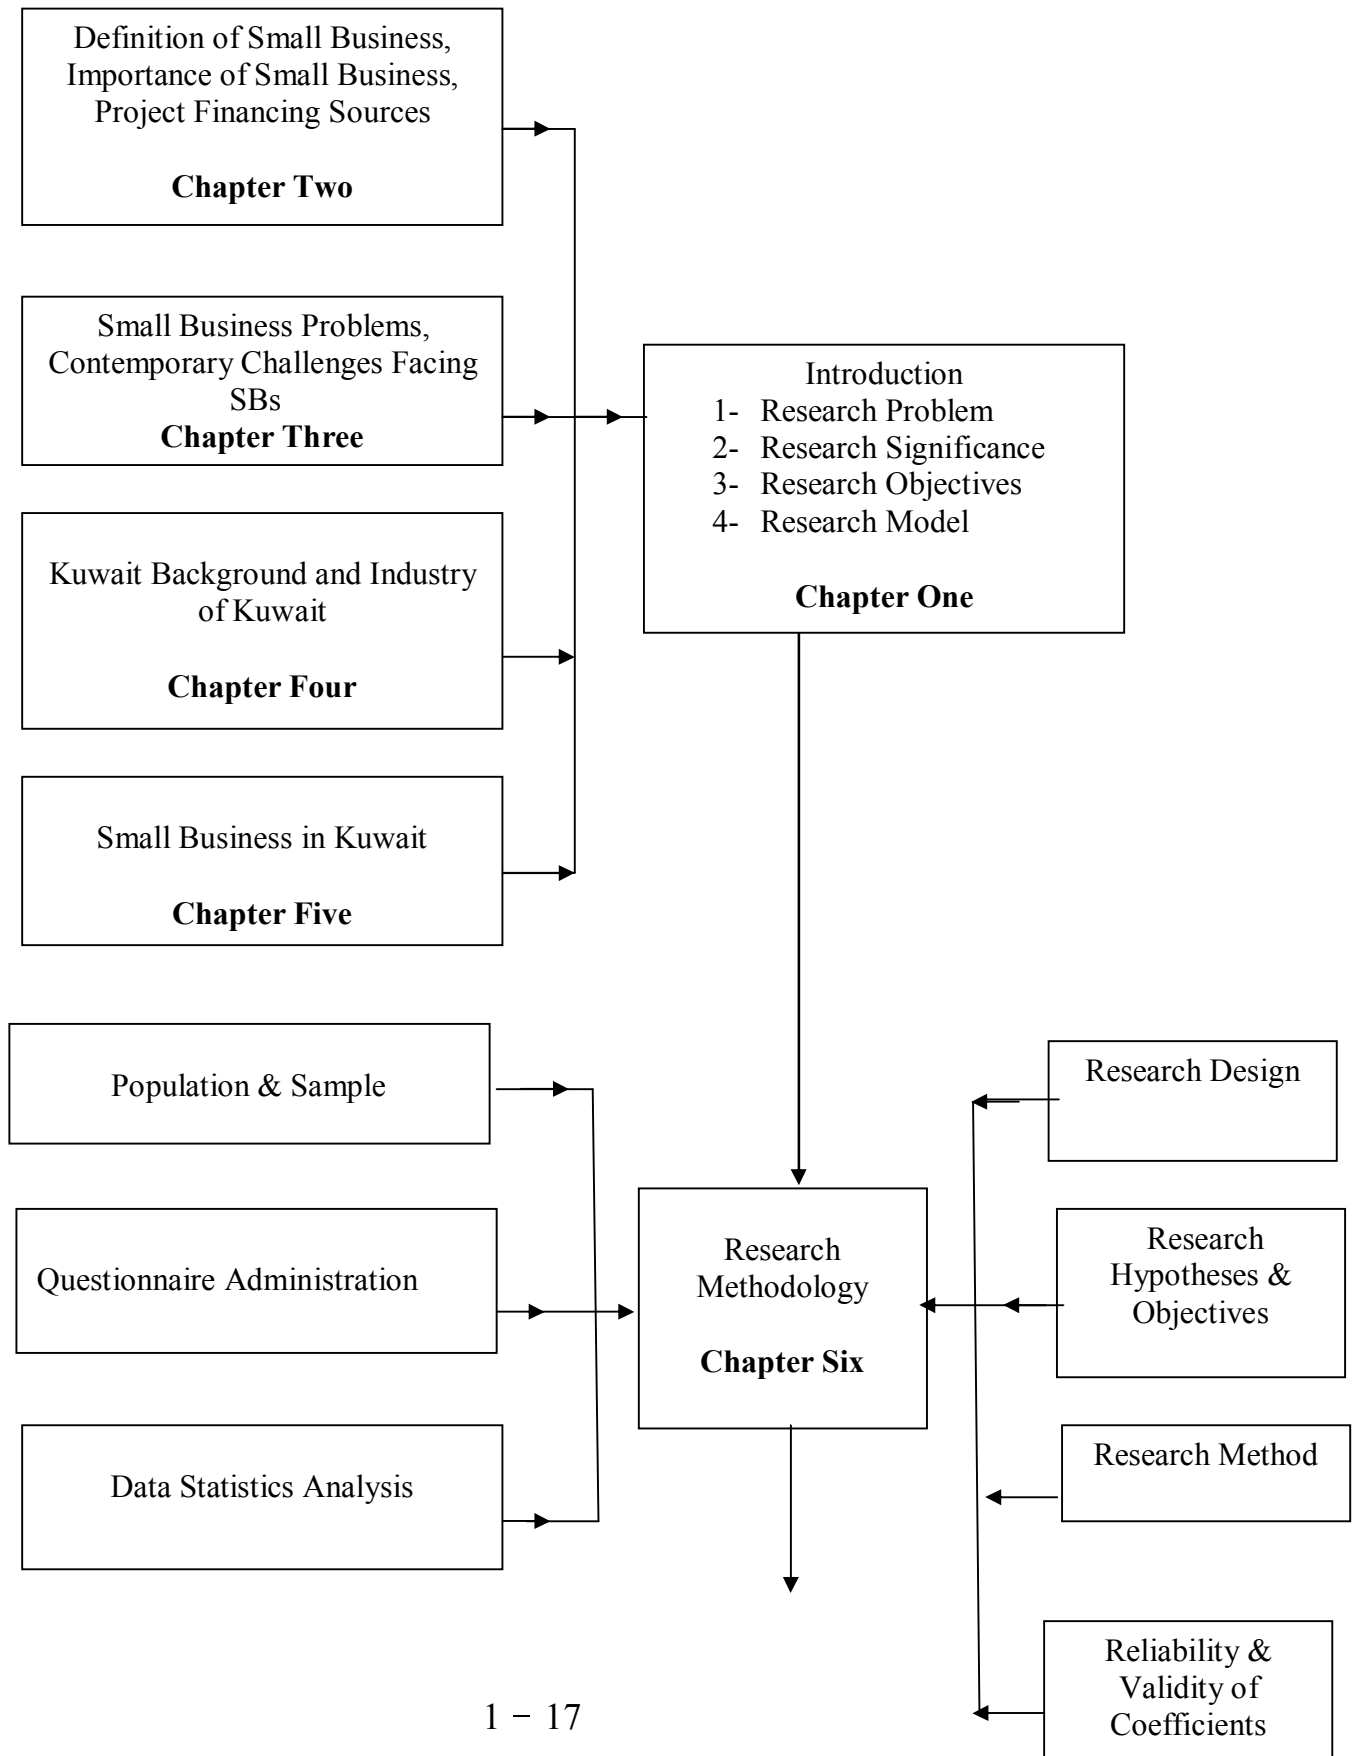 Definition of Small Business,
Importance of Small Business,
Project Financing Sources
Chapter Two
Small Business Problems,
Contemporary Challenges Facing
SBs
Chapter Three
Introduction
1- Research Problem
2- Research Significance
3- Research Objectives
4- Research Model
Chapter One
Kuwait Background and Industry
of Kuwait
Chapter Four
Small Business in Kuwait
Chapter Five
Population & Sample
Questionnaire Administration
Data Statistics Analysis
Research
Methodology
Chapter Six
Research Design
Research
Hypotheses &
Objectives
Research Method
Reliability &
Validity of
Coefficients
1 – 17